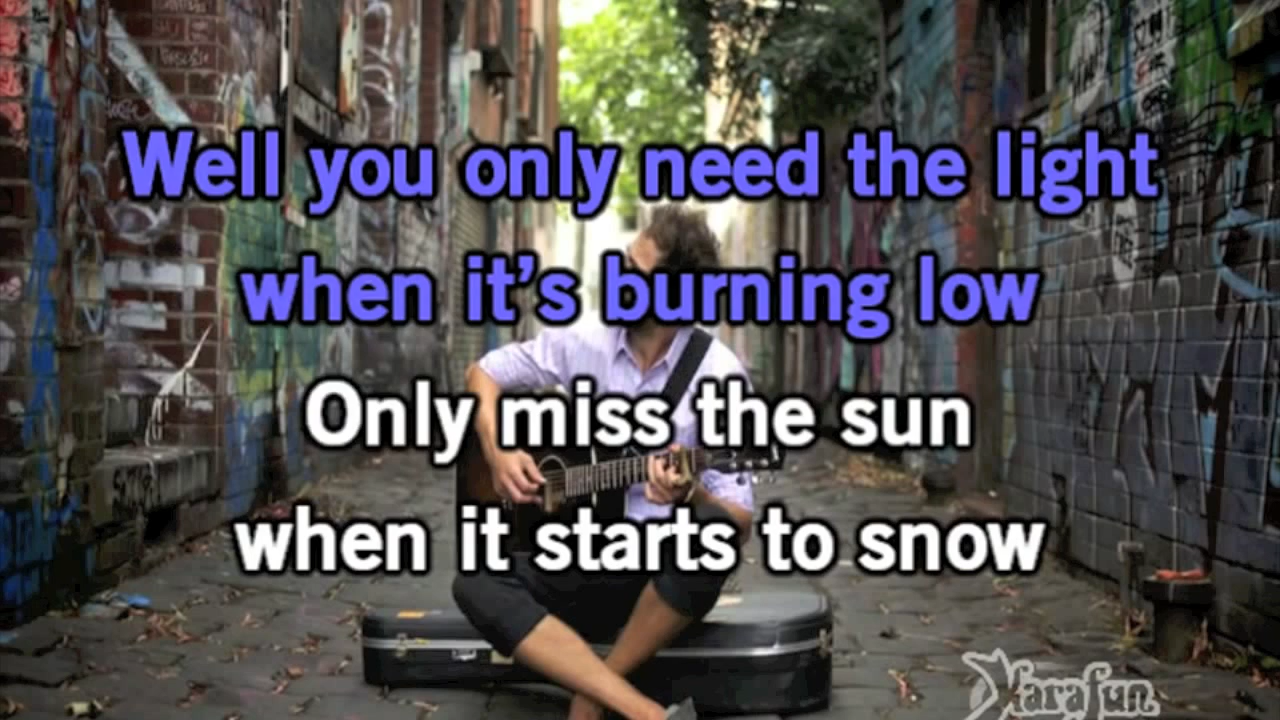 Well you only need the light
when it's burning low
Only miss the sun
when it starts to snow
Karafun